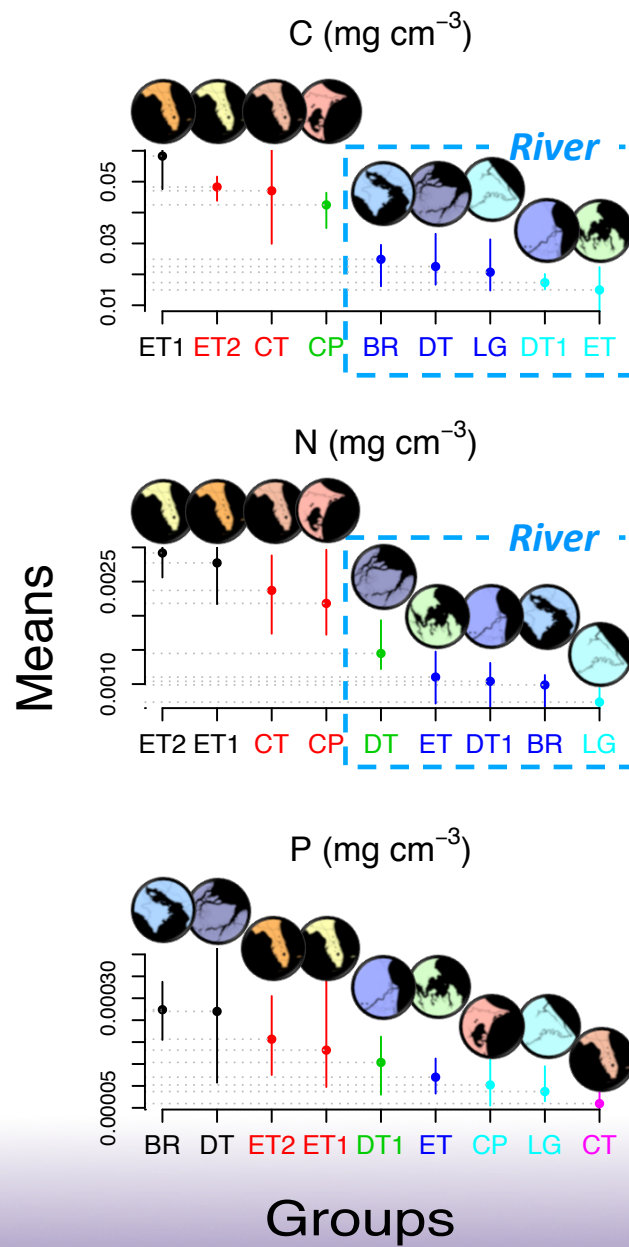 C (mg cm⁻³)
River
0.05
0.03
0.01
ET1 ET2 CT CP BR DT LG DT1 ET
N (mg cm⁻³)
River
0.0025
0.0010
ET2 ET1 CT CP DT ET DT1 BR LG
Means
P (mg cm⁻³)
0.00030
0.00005
BR DT ET2 ET1 DT1 ET CP LG CT
Groups